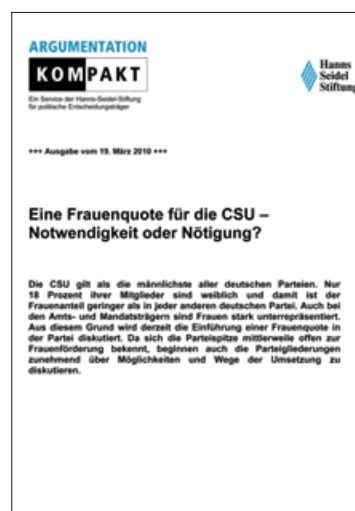 ARGUMENTATION
KOMPAKT
Ein Service der Hanns-Seidel-Stiftung
für politische Entscheidungsträger
Hanns
Seidel
Stiftung
+++ Ausgabe vom 19. März 2010 +++
Eine Frauenquote für die CSU –
Notwendigkeit oder Nötigung?
Die CSU gilt als die männlichste aller deutschen Parteien. Nur
18 Prozent ihrer Mitglieder sind weiblich und damit ist der
Frauenanteil geringer als in jeder anderen deutschen Partei. Auch bei
den Amts- und Mandatsträgern sind Frauen stark unterrepräsentiert.
Aus diesem Grund wird derzeit die Einführung einer Frauenquote in
der Partei diskutiert. Da sich die Parteispitze mittlerweile offen zur
Frauenförderung bekennt, beginnen auch die Parteigliederungen
zunehmend über Möglichkeiten und Wege der Umsetzung zu
diskutieren.